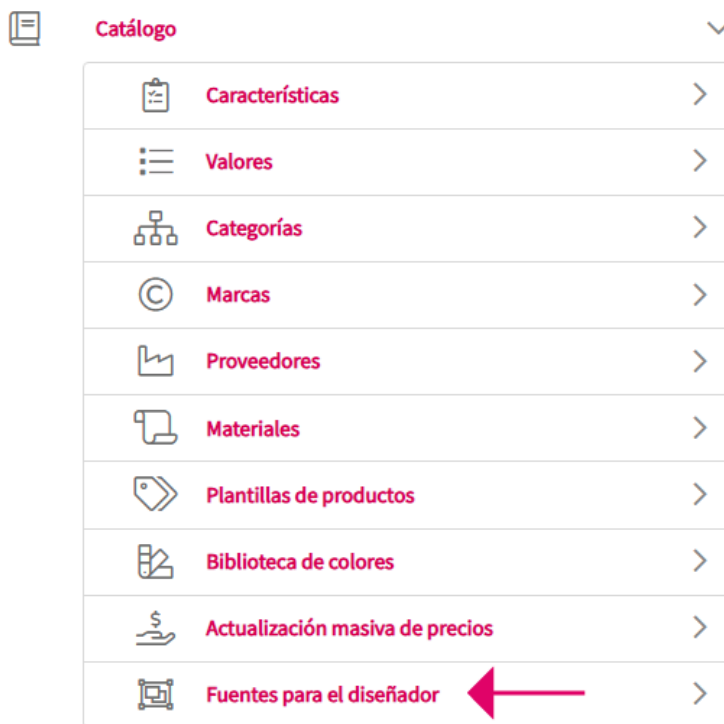 Catálogo
Características
Valores
Categorías
Marcas
Proveedores
Materiales
Plantillas de productos
Biblioteca de colores
Actualización masiva de precios
Fuentes para el diseñador